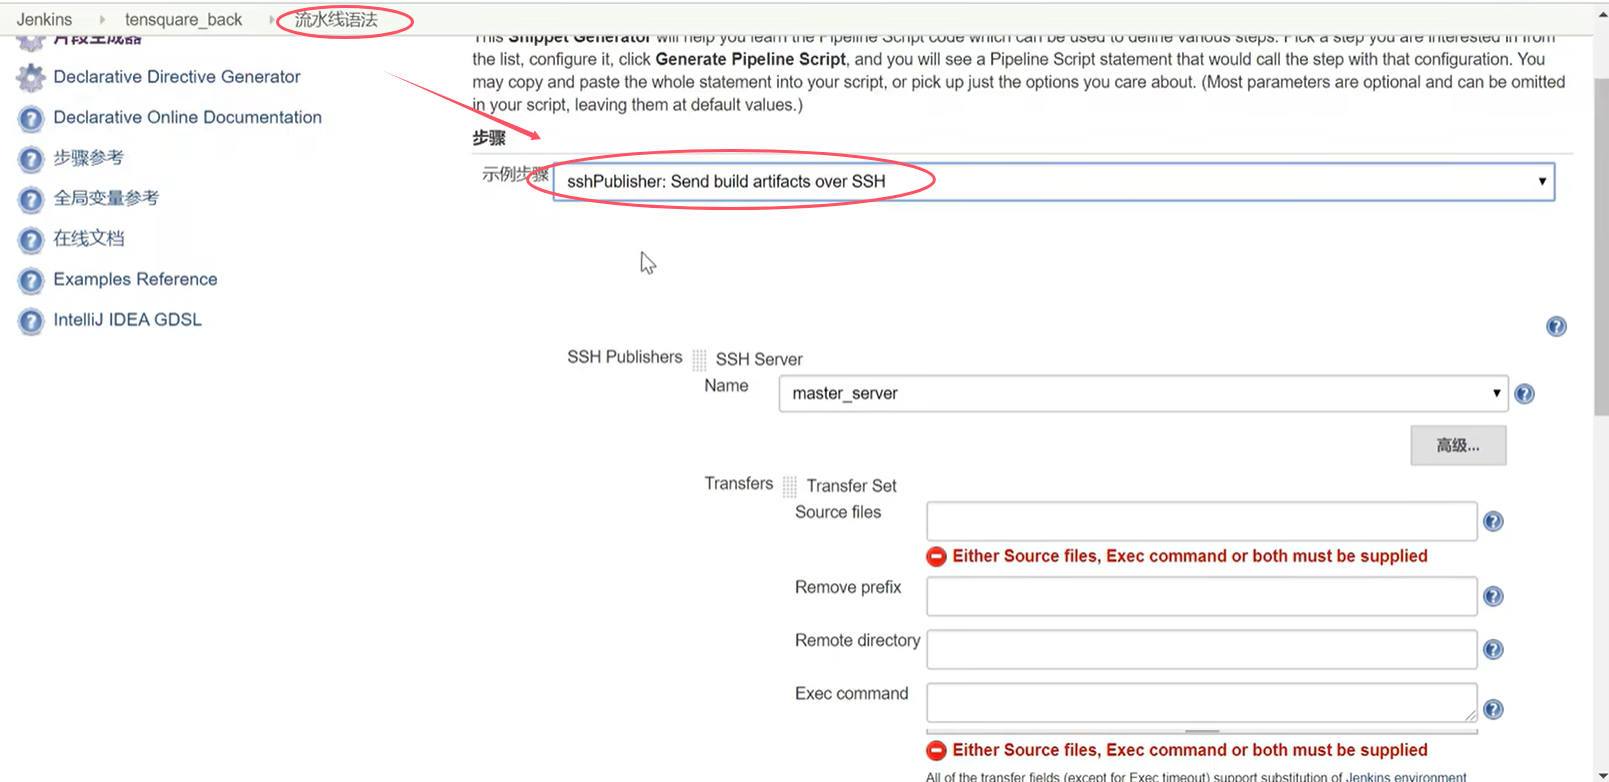 Jenkins tensquare_back 流水线语法
片段生成器
Declarative Directive Generator
Declarative Online Documentation
步骤参考
全局变量参考
在线文档
Examples Reference
IntelliJ IDEA GDSL
This Snippet Generator will help you learn the Pipeline Script code which can be used to define various steps. Pick a step you are interested in from
the list, configure it, click Generate Pipeline Script, and you will see a Pipeline Script statement that would call the step with that configuration. You
may copy and paste the whole statement into your script, or pick up just the options you care about. (Most parameters are optional and can be omitted
in your script, leaving them at default values.)
步骤
示例步骤 sshPublisher: Send build artifacts over SSH
SSH Publishers SSH Server
Name master_server
高级...
Transfers Transfer Set
Source files
Either Source files, Exec command or both must be supplied
Remove prefix
Remote directory
Exec command
Either Source files, Exec command or both must be supplied
All of the transfer fields (except for Exec timeout) support substitution of Jenkins environment